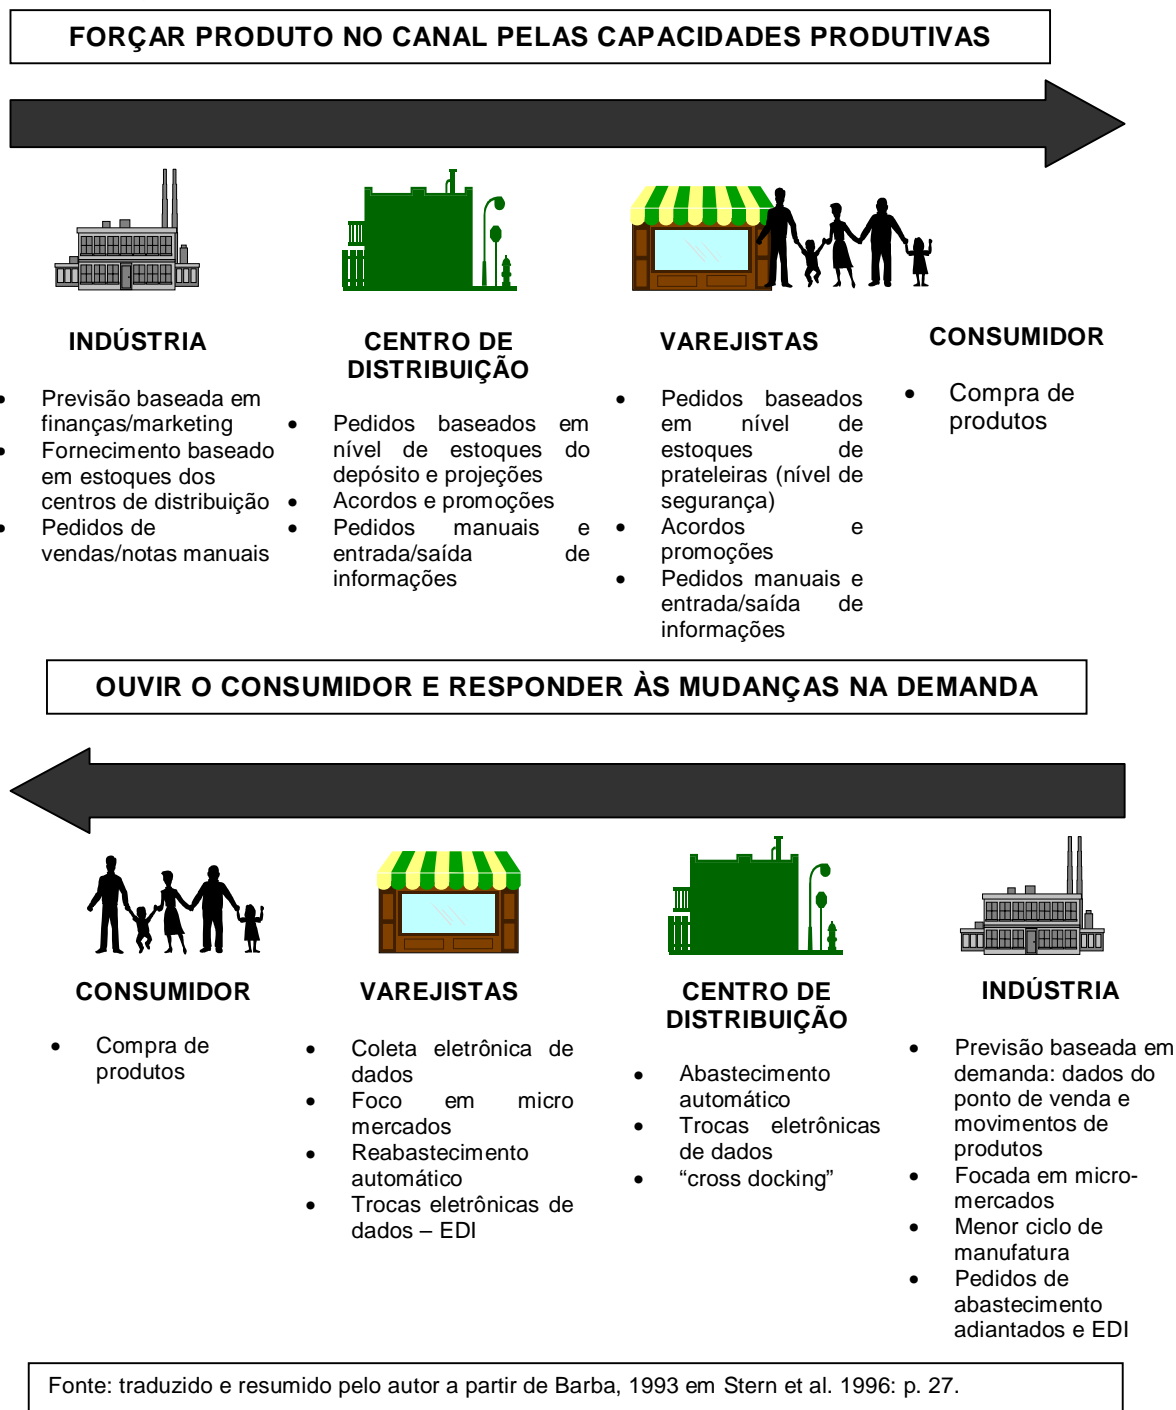 FORÇAR PRODUTO NO CANAL PELAS CAPACIDADES PRODUTIVAS
INDÚSTRIA
• Previsão baseada em
finanças/marketing
• Fornecimento baseado
em estoques dos
centros de distribuição
• Pedidos de
vendas/notas manuais
CENTRO DE
DISTRIBUIÇÃO
• Pedidos baseados em
nível de estoques do
depósito e projeções
• Acordos e promoções
• Pedidos manuais e
entrada/saída de
informações
VAREJISTAS
• Pedidos baseados
em nível de
estoques de
prateleiras (nível de
segurança)
• Acordos e
promoções
• Pedidos manuais e
entrada/saída de
informações
CONSUMIDOR
• Compra de
produtos
OUVIR O CONSUMIDOR E RESPONDER ÀS MUDANÇAS NA DEMANDA
CONSUMIDOR
• Compra de
produtos
VAREJISTAS
• Coleta eletrônica de
dados
• Foco em micro
mercados
• Reabastecimento
automático
• Trocas eletrônicas de
dados – EDI
CENTRO DE
DISTRIBUIÇÃO
• Abastecimento
automático
• Trocas eletrônicas
de dados
• “cross docking”
INDÚSTRIA
• Previsão baseada em
demanda: dados do
ponto de venda e
movimentos de
produtos
• Focada em micro-
mercados
• Menor ciclo de
manufatura
• Pedidos de
abastecimento
adiantados e EDI
Fonte: traduzido e resumido pelo autor a partir de Barba, 1993 em Stern et al. 1996: p. 27.